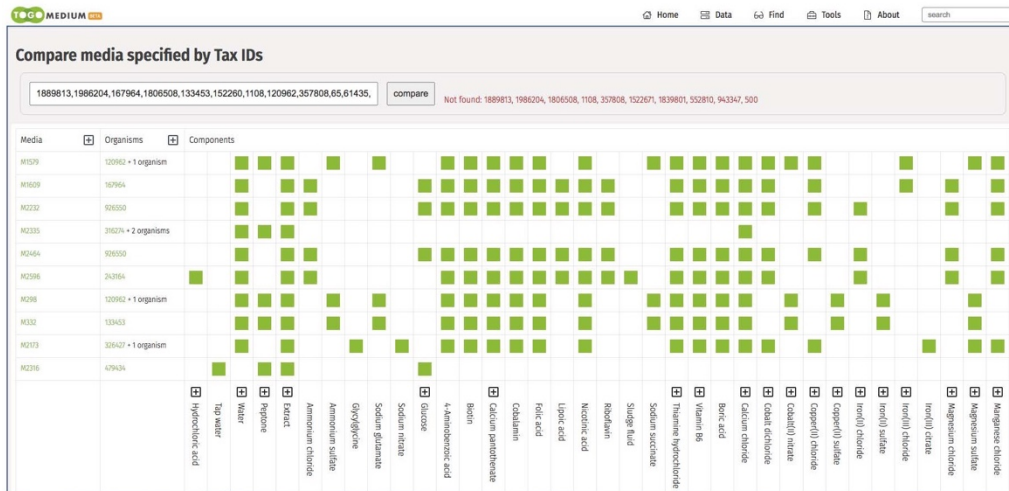 TOGO MEDIUM BETA
Home Data Find Tools About search
Compare media specified by Tax IDs
1889813,1986204,167964,1806508,133453,152260,1108,120962,357808,65,61435, compare Not found: 1889813, 1986204, 1806508, 1108, 357808, 1522671, 1839801, 552810, 943347, 500
Media Organisms Components
M1579 120962 + 1 organism
M1609 167964
M2232 926550
M2335 316274 + 2 organisms
M2464 926550
M2596 243164
M298 120962 + 1 organism
M332 133453
M2173 326427 + 1 organism
M2316 479434
Hydrochloric acid
Tap water
Water
Peptone
Extract
Ammonium chloride
Ammonium sulfate
Glycylglycine
Sodium glutamate
Sodium nitrate
Glucose
4-Aminobenzoic acid
Biotin
Calcium pantothenate
Cobalamin
Folic acid
Lipoic acid
Nicotinic acid
Riboflavin
Sludge fluid
Sodium succinate
Thiamine hydrochloride
Vitamin B6
Boric acid
Calcium chloride
Cobalt dichloride
Cobalt(II) nitrate
Copper(II) chloride
Copper(II) sulfate
Iron(II) chloride
Iron(II) sulfate
Iron(III) chloride
Iron(III) citrate
Magnesium chloride
Magnesium sulfate
Manganese chloride